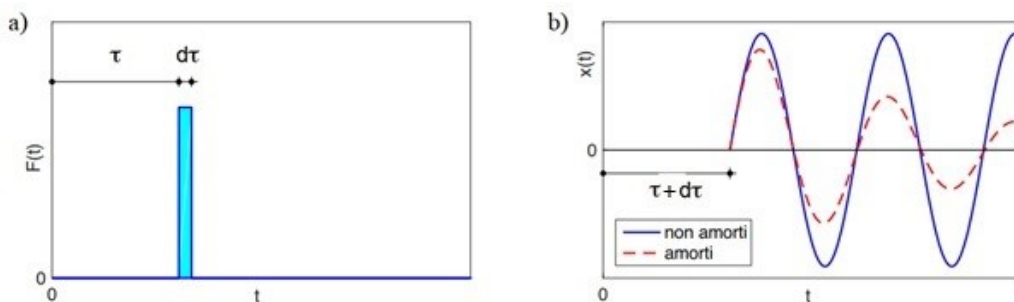 a)
τ
dτ
F(t)
0
0
t
b)
x(t)
0
τ+dτ
non amorti
amorti
0
t